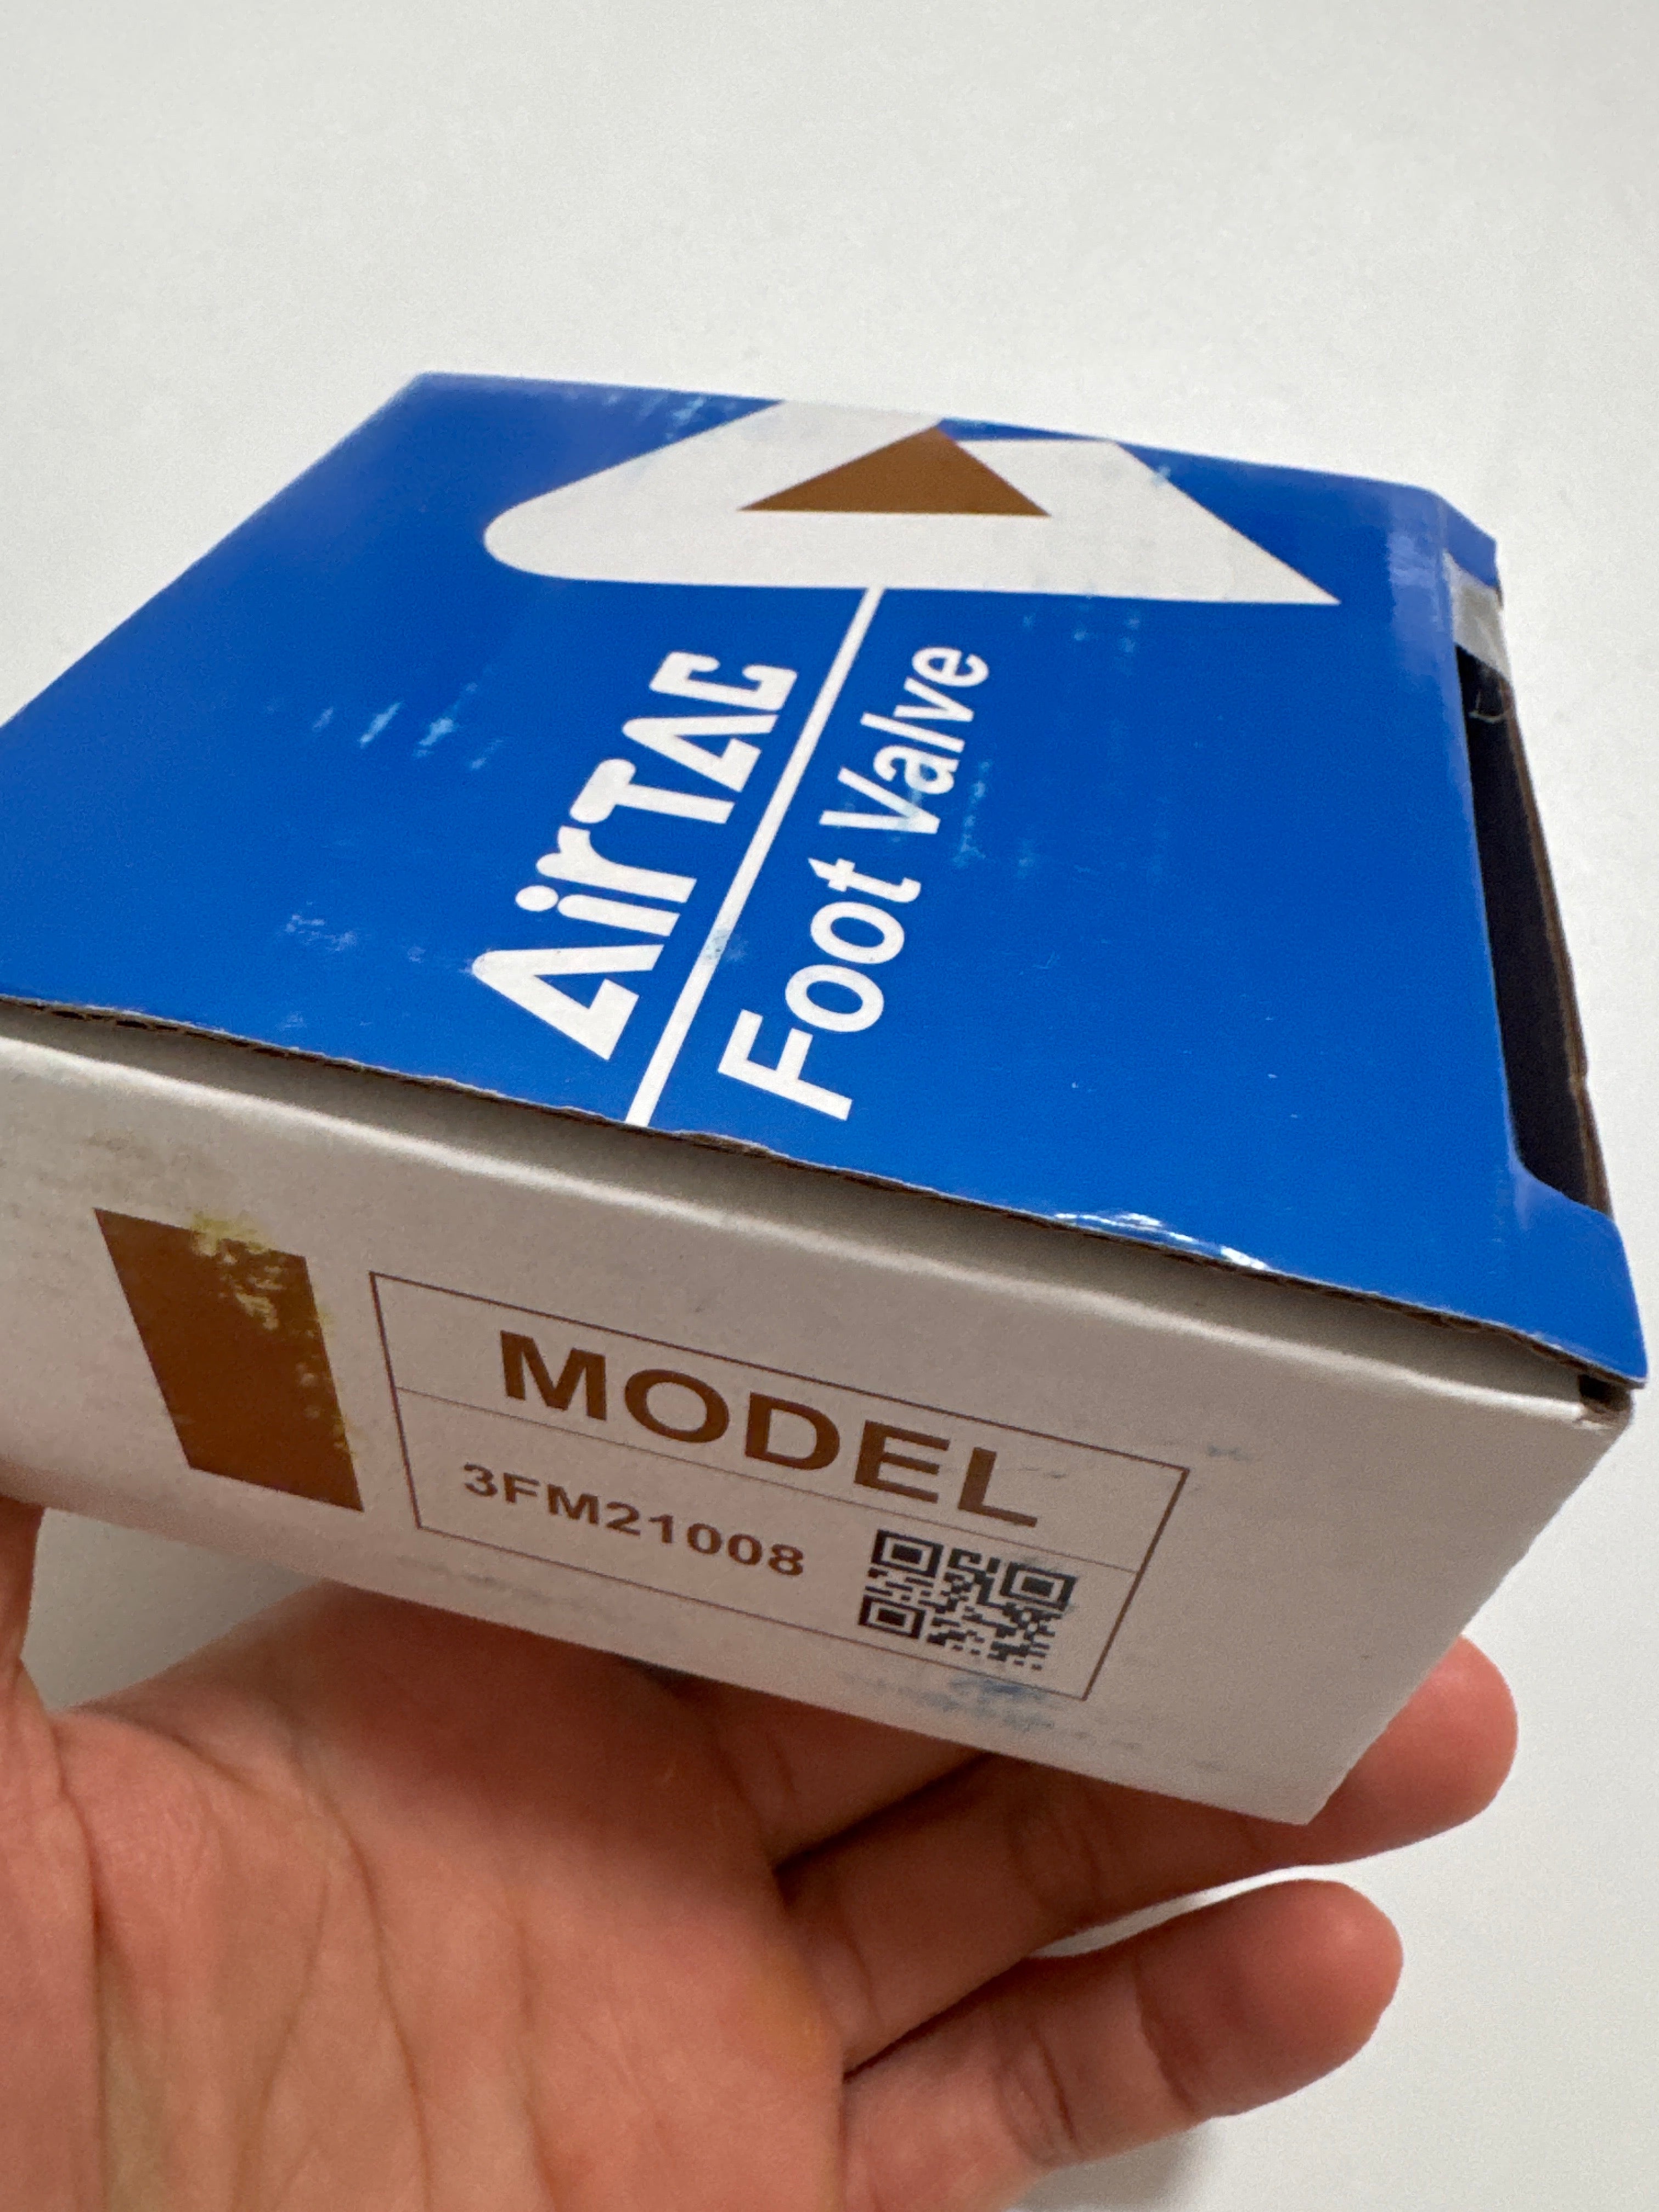 AirTAC
Foot Valve
MODEL
3FM21008